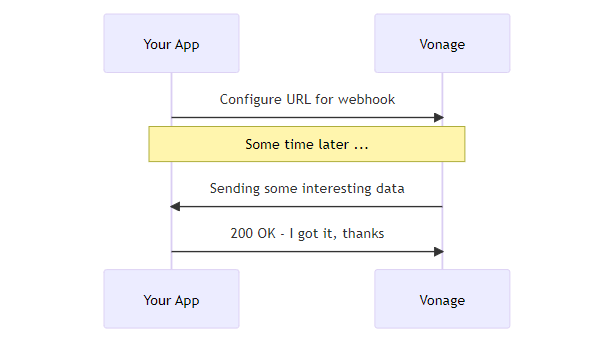 Your App
Vonage
Configure URL for webhook
Some time later ...
Sending some interesting data
200 OK - I got it, thanks
Your App
Vonage